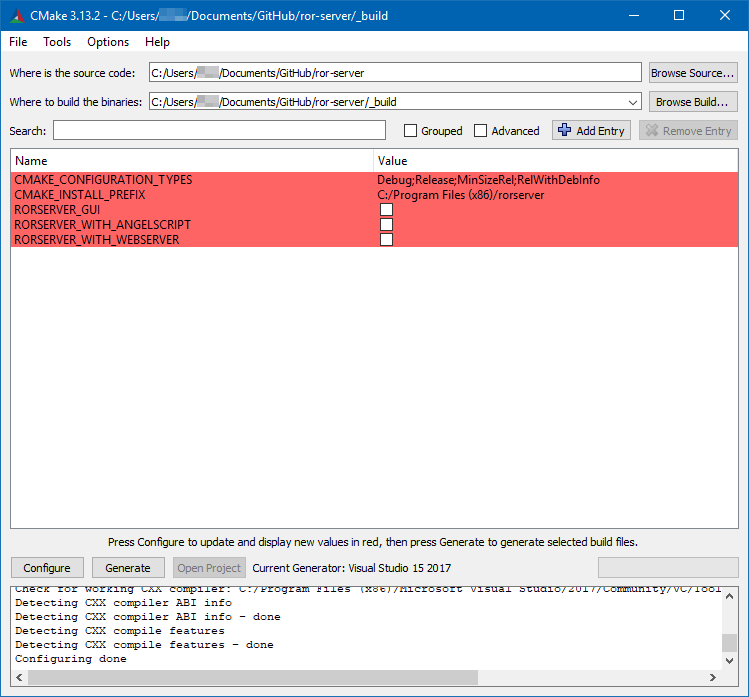 CMake 3.13.2 - C:/Users/ /Documents/GitHub/ror-server/_build
File Tools Options Help
Where is the source code: C:/Users/ /Documents/GitHub/ror-server Browse Source...
Where to build the binaries: C:/Users/ /Documents/GitHub/ror-server/_build Browse Build...
Search: Grouped Advanced Add Entry Remove Entry
Name Value
CMAKE_CONFIGURATION_TYPES Debug;Release;MinSizeRel;RelWithDebInfo
CMAKE_INSTALL_PREFIX C:/Program Files (x86)/rorserver
RORSERVER_GUI
RORSERVER_WITH_ANGELSCRIPT
RORSERVER_WITH_WEBSERVER
Press Configure to update and display new values in red, then press Generate to generate selected build files.
Configure Generate Open Project Current Generator: Visual Studio 15 2017
Check for working CXX compiler: C:/Program Files (x86)/Microsoft Visual Studio/2017/Community/VC/Tool
Detecting CXX compiler ABI info
Detecting CXX compiler ABI info - done
Detecting CXX compile features
Detecting CXX compile features - done
Configuring done